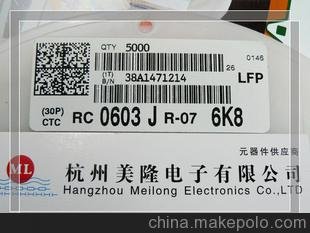 QTY 5000
26 0146
(1T)
B/N 38A1471214 LFP
(30P)
CTC RC 0603 J R-07 6K8
元器件供应商
ML 杭州美隆电子有限公司
Hangzhou Meilong Electronics Co.,LTD
china.makepolo.com